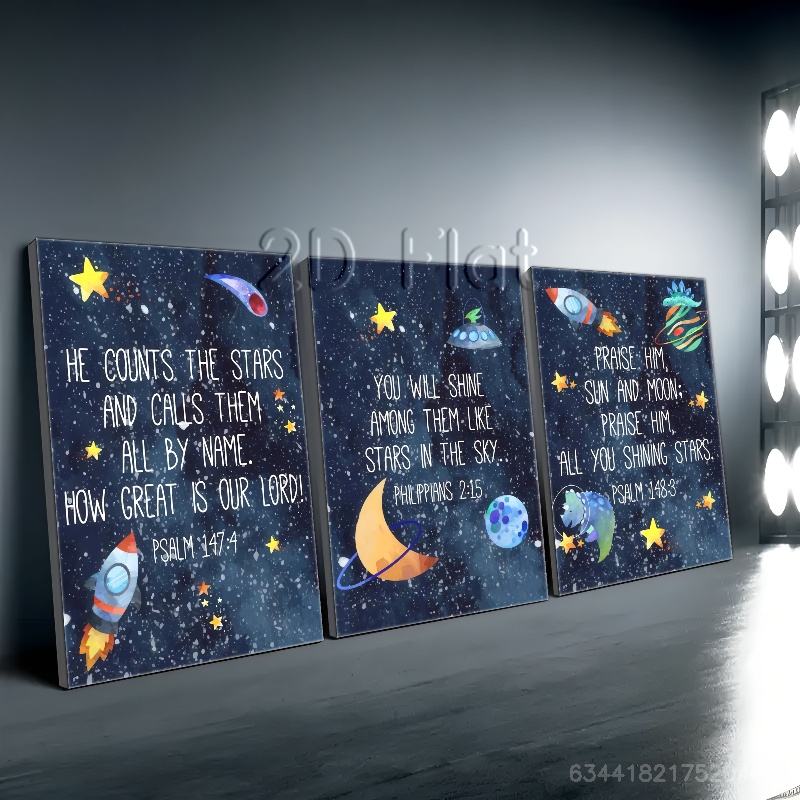 2D Flat
HE COUNTS THE STARS
AND CALLS THEM
ALL BY NAME.
HOW GREAT IS OUR LORD!
PSALM 147:4
YOU WILL SHINE
AMONG THEM LIKE
STARS IN THE SKY...
PHILIPPIANS 2:15
PRAISE HIM,
SUN AND MOON;
PRAISE HIM,
ALL YOU SHINING STARS.
PSALM 148:3